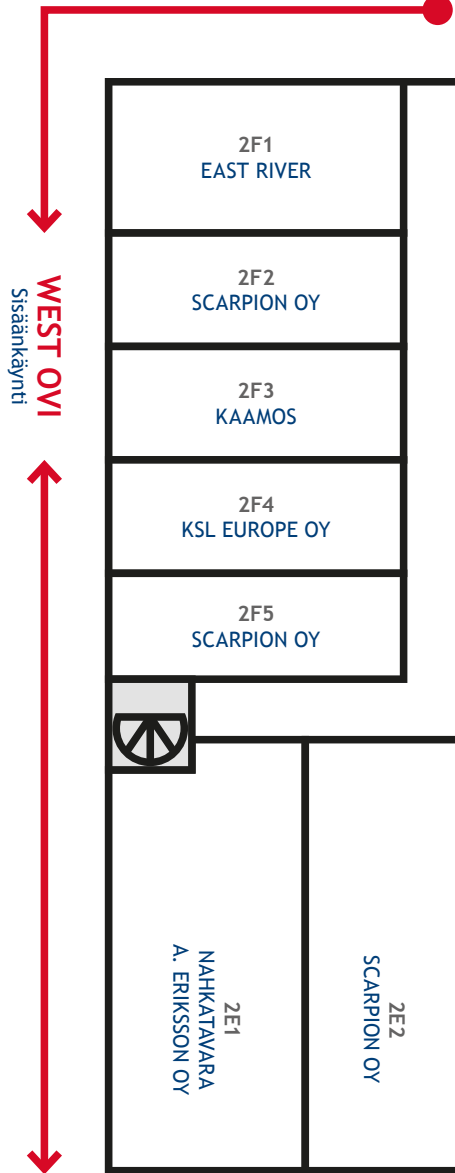 2F1
EAST RIVER
2F2
SCARPION OY
WEST OVI
Sisäänkäynti
2F3
KAAMOS
2F4
KSL EUROPE OY
2F5
SCARPION OY
2E1
NAHKATAVARA
A. ERIKSSON OY
2E2
SCARPION OY